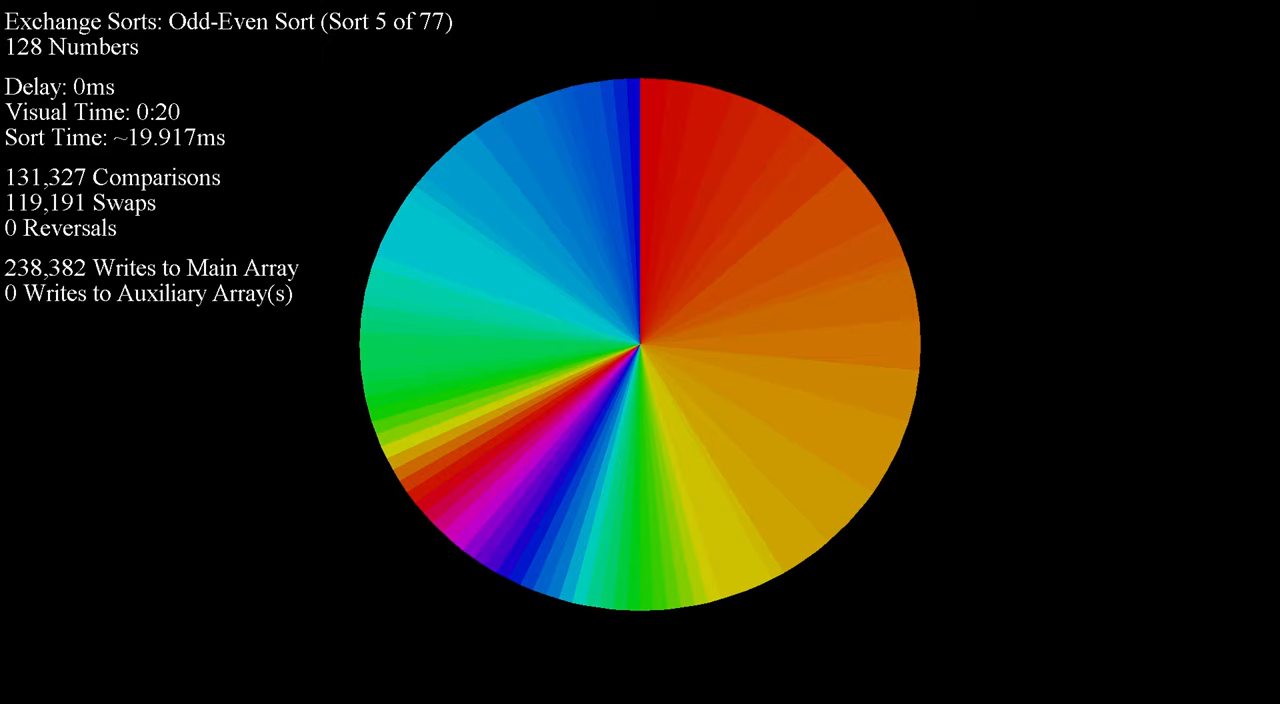 Exchange Sorts: Odd-Even Sort (Sort 5 of 77)
128 Numbers
Delay: 0ms
Visual Time: 0:20
Sort Time: ~19.917ms
131,327 Comparisons
119,191 Swaps
0 Reversals
238,382 Writes to Main Array
0 Writes to Auxiliary Array(s)